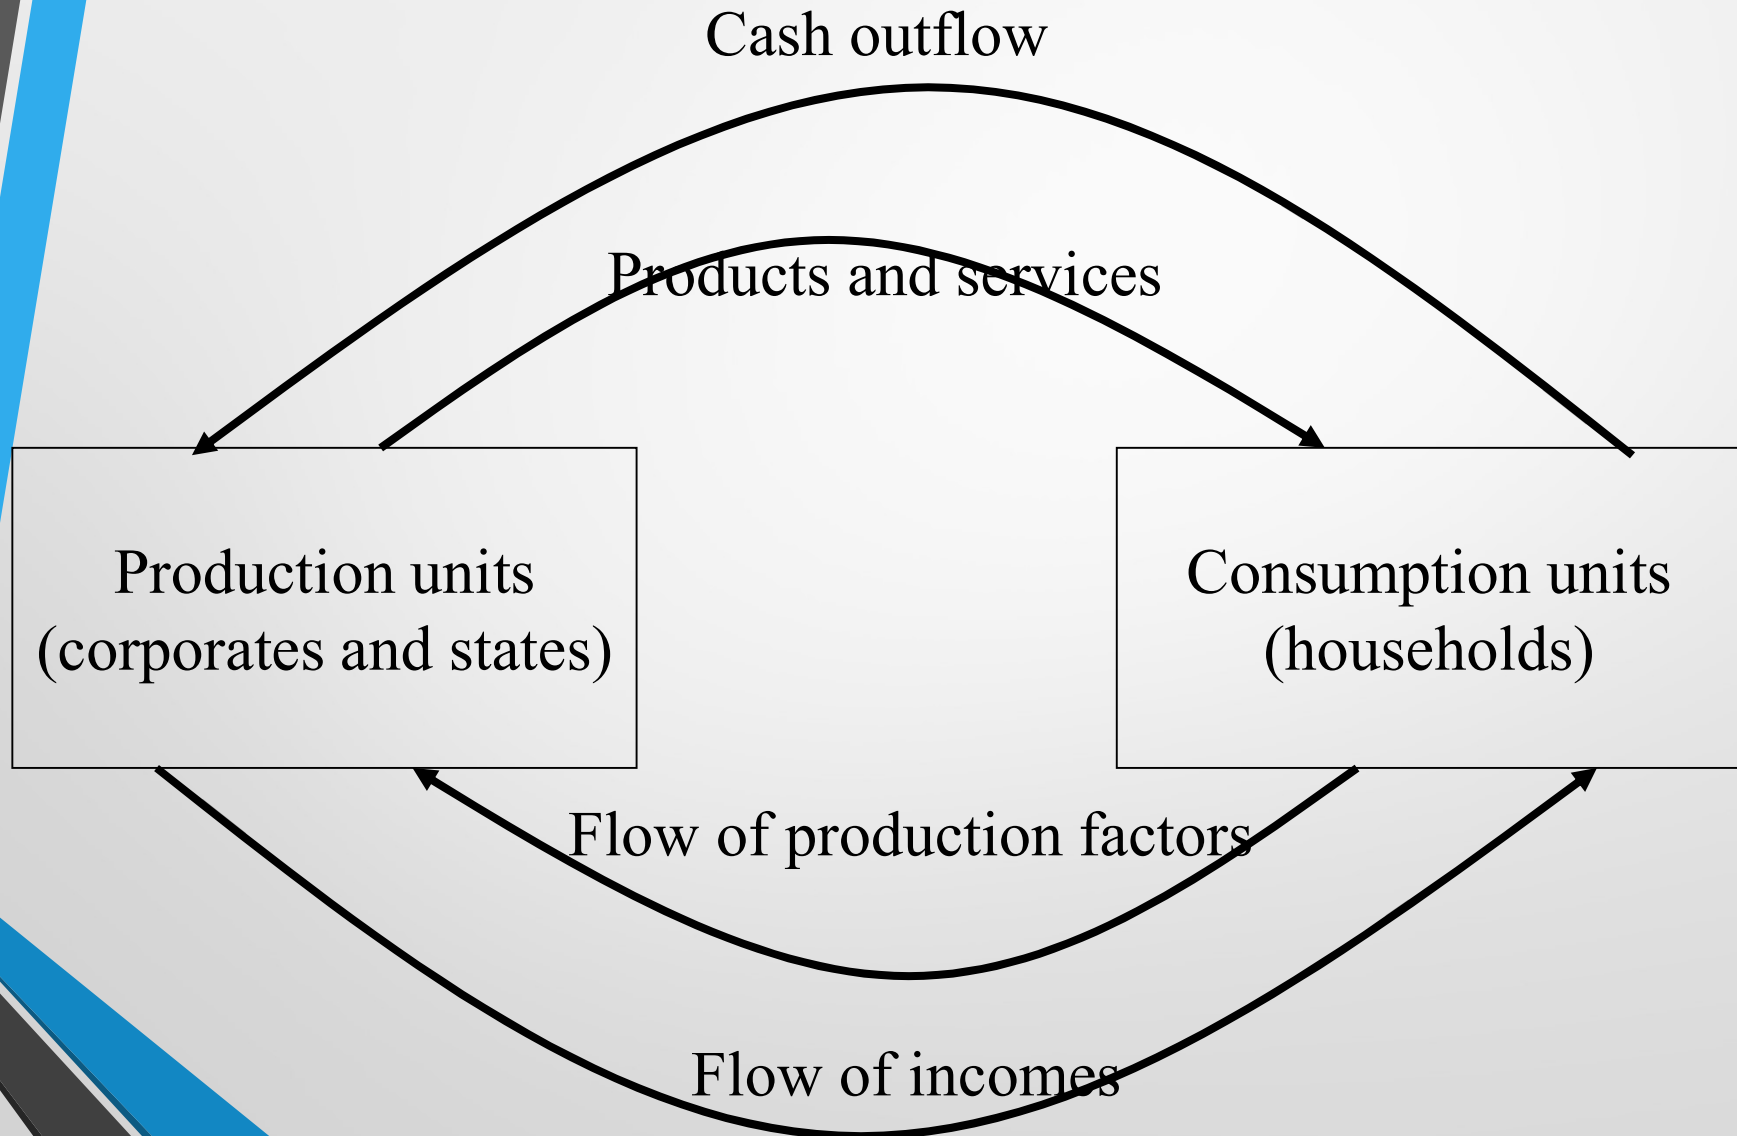 Cash outflow
Products and services
Production units
(corporates and states)
Consumption units
(households)
Flow of production factors
Flow of incomes